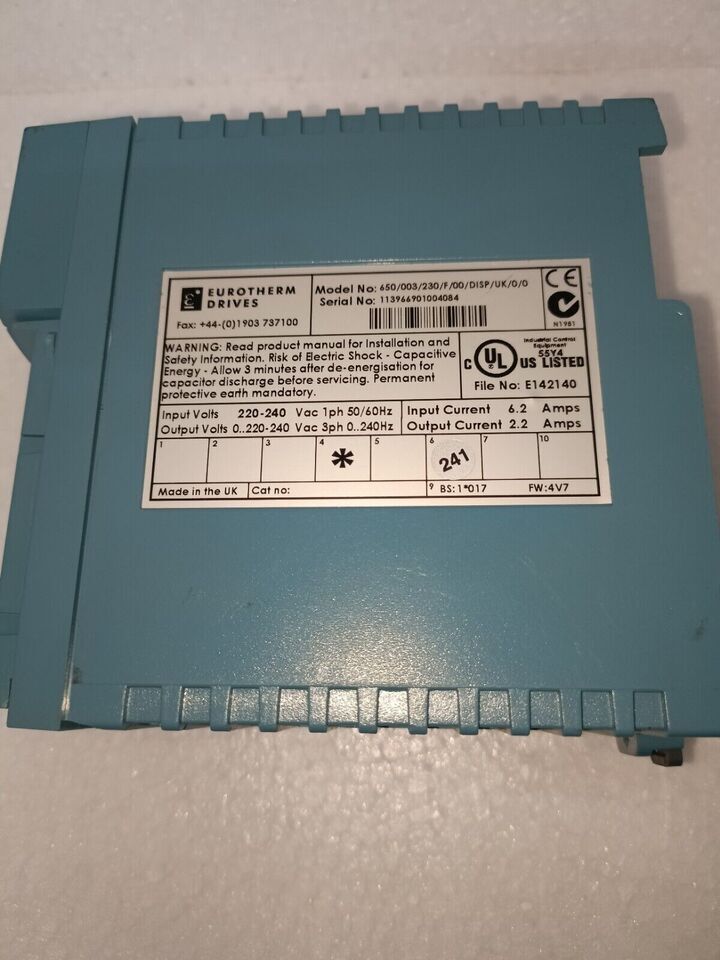 EUROTHERM
DRIVES
Fax: +44-(0)1903 737100
Model No: 650/003/230/F/00/DISP/UK/0/0
Serial No: 113966901004084
CE
N1981
WARNING: Read product manual for Installation and
Safety Information. Risk of Electric Shock - Capacitive
Energy - Allow 3 minutes after de-energisation for
capacitor discharge before servicing. Permanent
protective earth mandatory.
Industrial Control
Equipment
55Y4
C UL US LISTED
File No: E142140
Input Volts 220-240 Vac 1ph 50/60Hz
Output Volts 0..220-240 Vac 3ph 0..240Hz
Input Current 6.2 Amps
Output Current 2.2 Amps
1 2 3 4 5 6 7 10
* 241
Made in the UK Cat no: 9 BS:1*017 FW:4V7